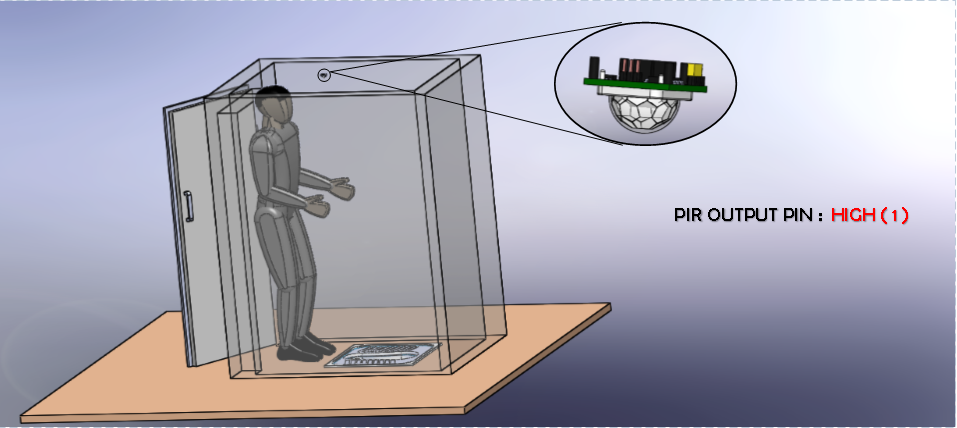 PIR OUTPUT PIN : HIGH ( 1 )